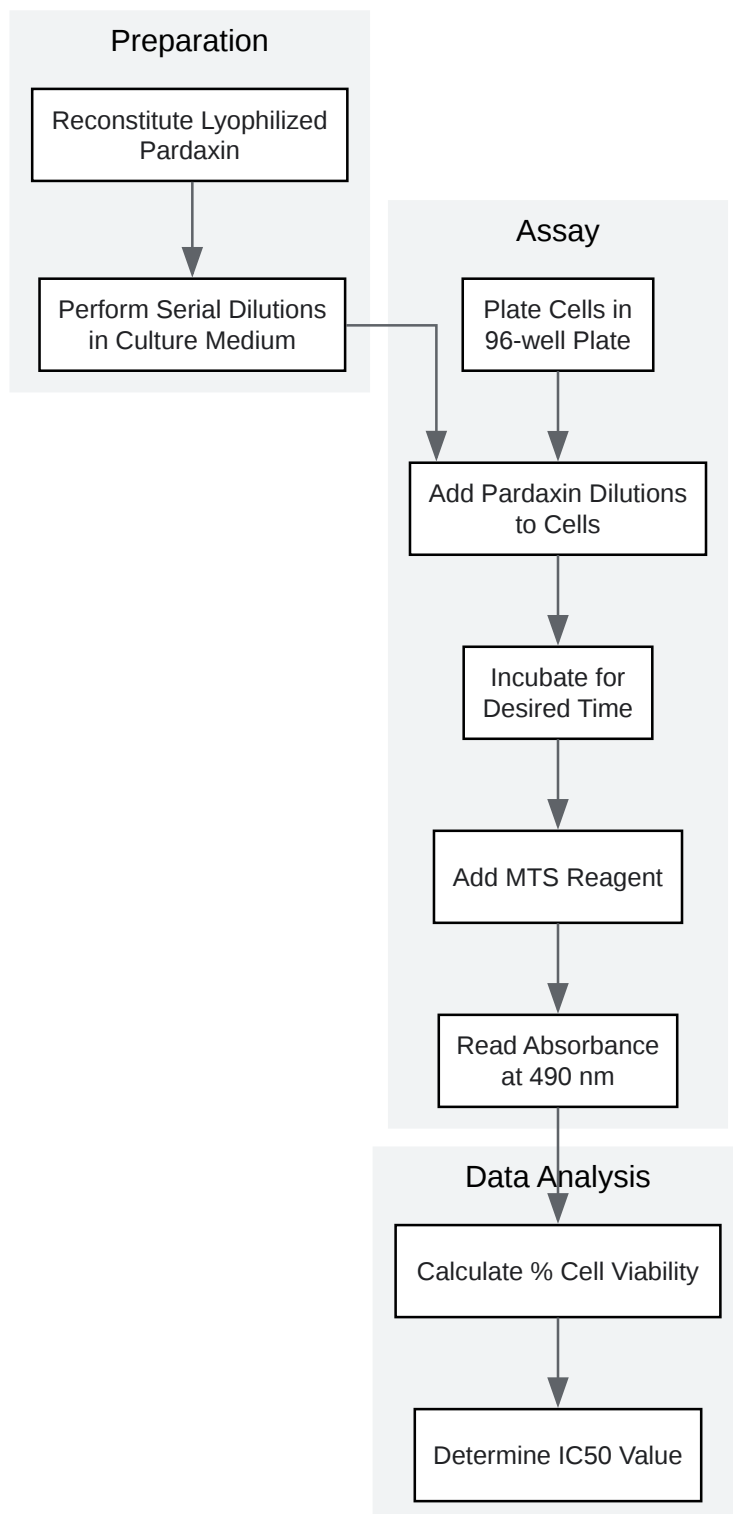 Preparation
Reconstitute Lyophilized
Pardaxin
Perform Serial Dilutions
in Culture Medium
Assay
Plate Cells in
96-well Plate
Add Pardaxin Dilutions
to Cells
Incubate for
Desired Time
Add MTS Reagent
Read Absorbance
at 490 nm
Data Analysis
Calculate % Cell Viability
Determine IC50 Value